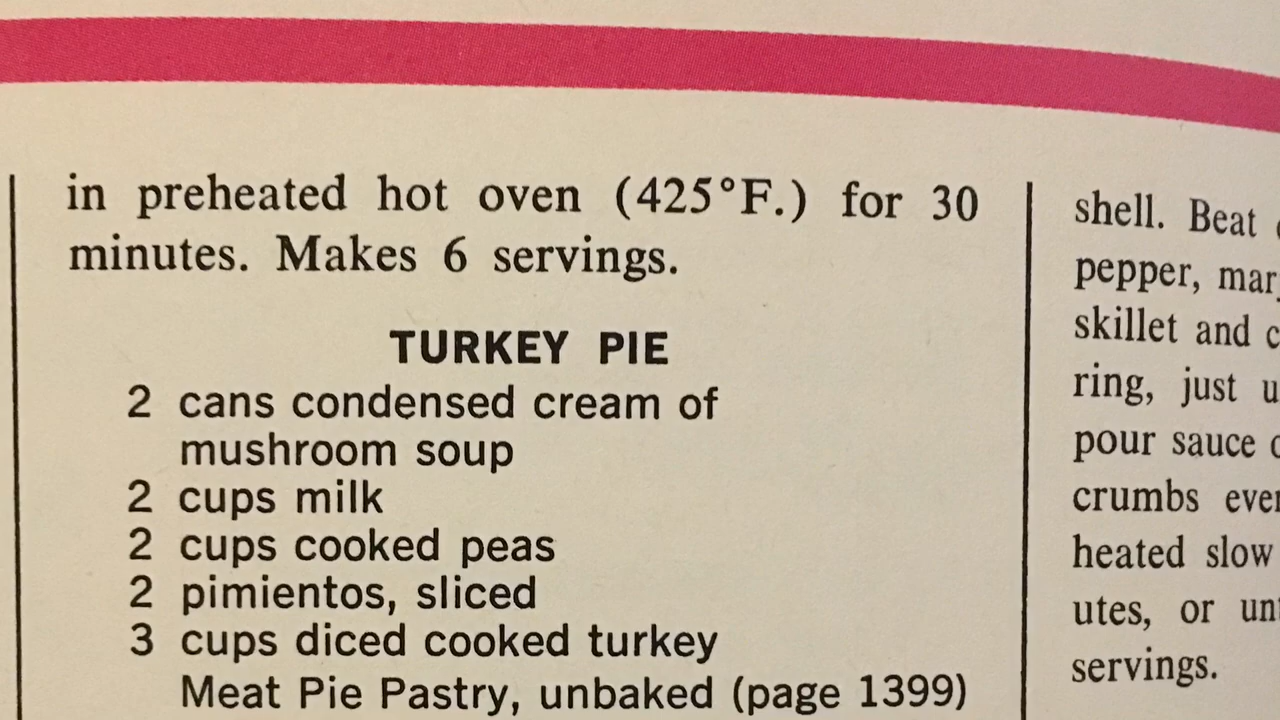 in preheated hot oven (425°F.) for 30
minutes. Makes 6 servings.
TURKEY PIE
2 cans condensed cream of
mushroom soup
2 cups milk
2 cups cooked peas
2 pimientos, sliced
3 cups diced cooked turkey
Meat Pie Pastry, unbaked (page 1399)
shell. Beat
pepper,
skillet and
ring, just
pour sauce
crumbs
heated slow
utes, or
servings.